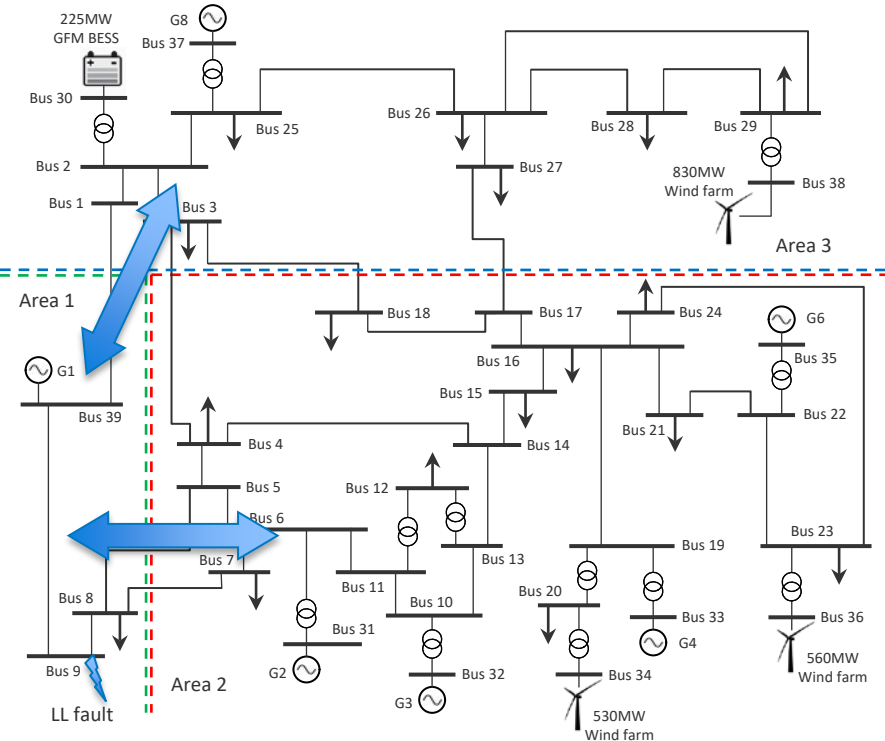 225MW
GFM BESS
G8
Bus 37
Bus 30
Bus 25
Bus 26
Bus 28
Bus 29
Bus 2
Bus 27
830MW
Wind farm
Bus 38
Bus 1
Bus 3
Area 3
Area 1
Bus 18
Bus 17
Bus 24
G6
Bus 16
Bus 35
G1
Bus 15
Bus 39
Bus 22
Bus 21
Bus 4
Bus 14
Bus 5
Bus 12
Bus 6
Bus 23
Bus 13
Bus 19
Bus 7
Bus 11
Bus 8
Bus 20
Bus 10
Bus 31
Bus 33
Bus 36
G4
Bus 9
G2
Bus 32
Bus 34
560MW
Wind farm
Area 2
G3
LL fault
530MW
Wind farm